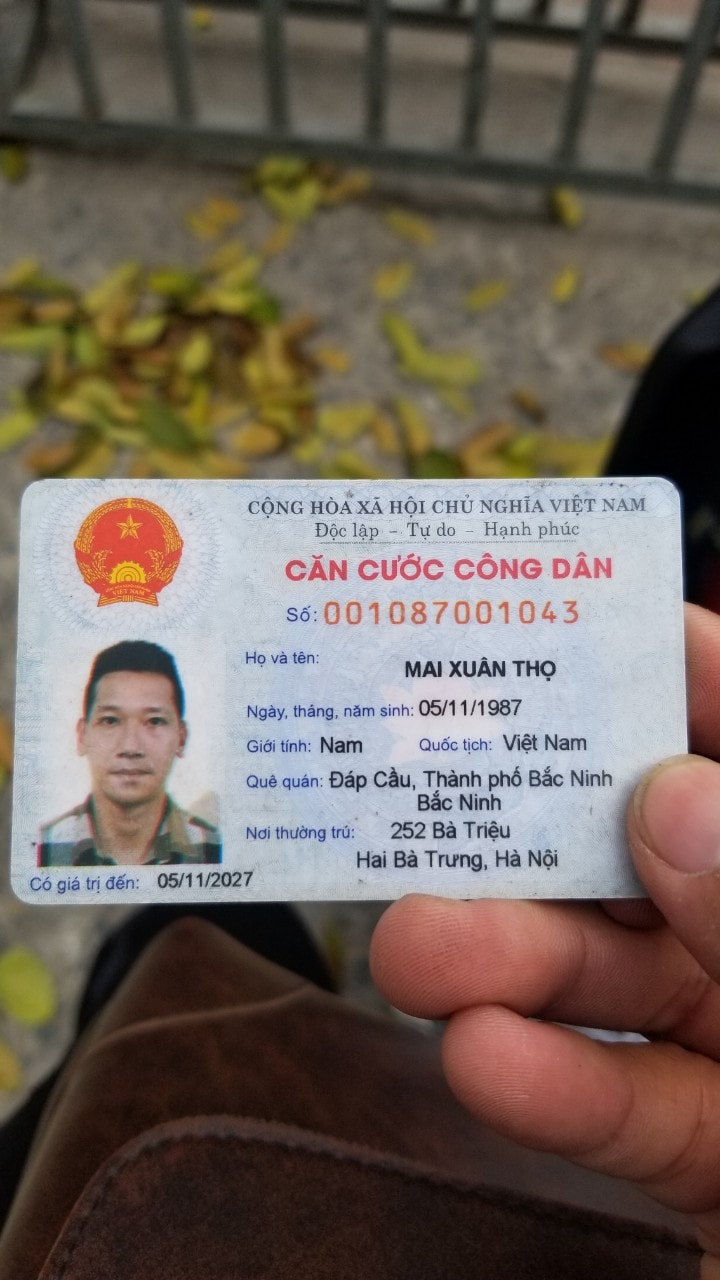 CỘNG HÒA XÃ HỘI CHỦ NGHĨA VIỆT NAM
Độc lập - Tự do - Hạnh phúc
CĂN CƯỚC CÔNG DÂN
Số: 001087001043
Họ và tên:
MAI XUÂN THỌ
Ngày, tháng, năm sinh: 05/11/1987
Giới tính: Nam Quốc tịch: Việt Nam
Quê quán: Đáp Cầu, Thành phố Bắc Ninh
Bắc Ninh
Nơi thường trú: 252 Bà Triệu
Hai Bà Trưng, Hà Nội
Có giá trị đến: 05/11/2027
VIỆT NAM